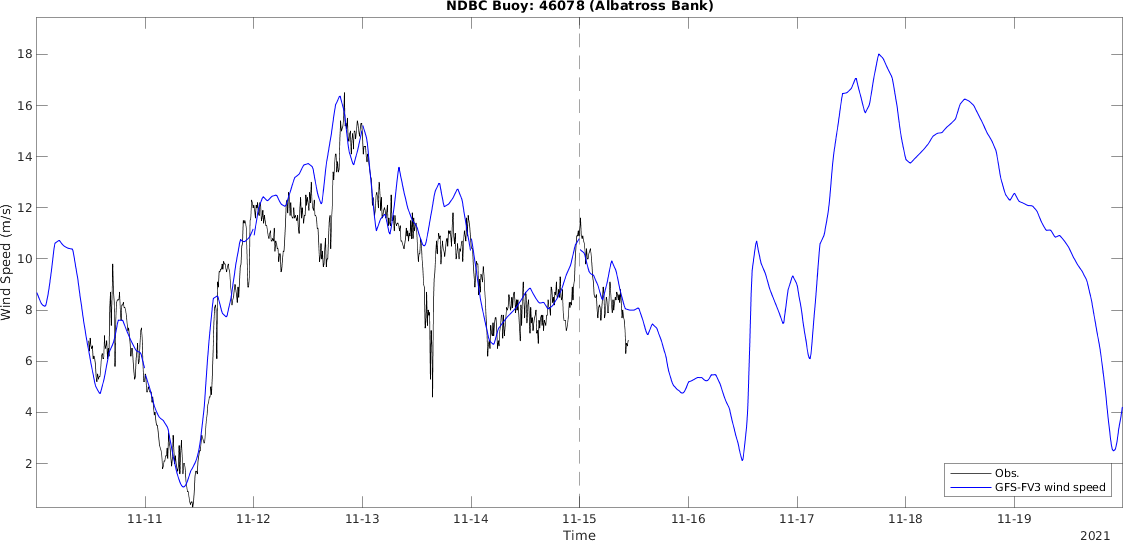 NDBC Buoy: 46078 (Albatross Bank)
Wind Speed (m/s)
18
16
14
12
10
8
6
4
2
Obs.
GFS-FV3 wind speed
11-11 11-12 11-13 11-14 11-15 11-16 11-17 11-18 11-19
Time
2021